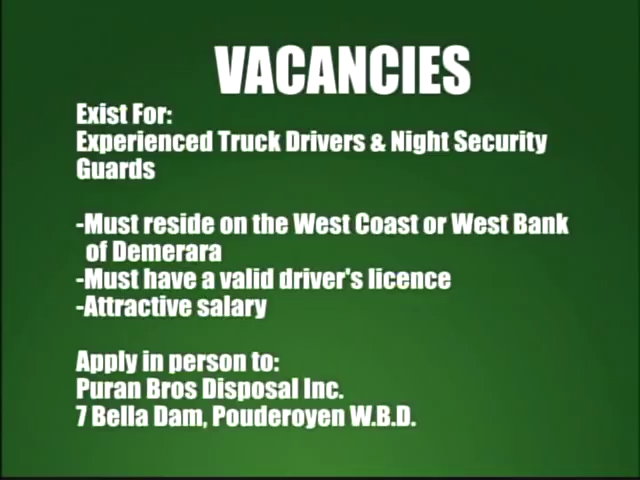 VACANCIES
Exist For:
Experienced Truck Drivers & Night Security
Guards
-Must reside on the West Coast or West Bank
of Demerara
-Must have a valid driver's licence
-Attractive salary
Apply in person to:
Puran Bros Disposal Inc.
7 Bella Dam, Pouderoyen W.B.D.